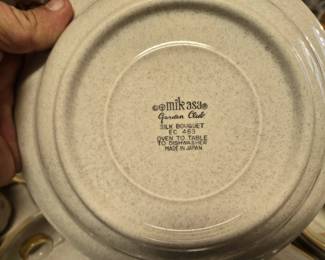 ©® mikasa®
Garden Club
SILK BOUQUET
EC 463
OVEN TO TABLE
TO DISHWASHER
MADE IN JAPAN